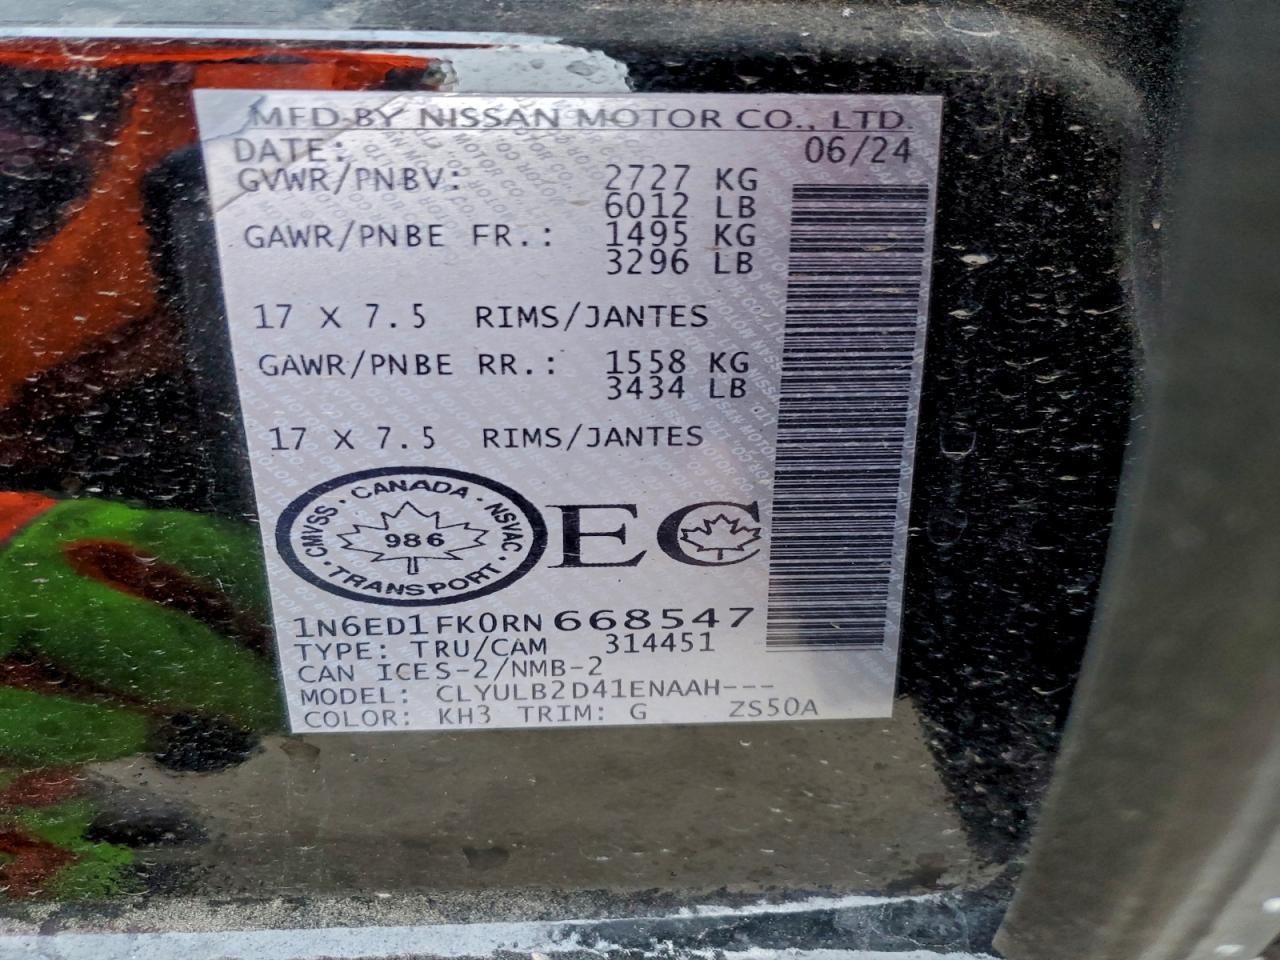 MFD BY NISSAN MOTOR CO., LTD.
DATE: 06/24
GVWR/PNBV: 2727 KG
6012 LB
GAWR/PNBE FR.: 1495 KG
3296 LB
17 X 7.5 RIMS/JANTES
GAWR/PNBE RR.: 1558 KG
3434 LB
17 X 7.5 RIMS/JANTES
CMVSS · CANADA · NSVAC · TRANSPORT ·
986
EC
1N6ED1FK0RN668547
TYPE: TRU/CAM 314451
CAN ICES-2/NMB-2
MODEL: CLYULB2D41ENAAH---
COLOR: KH3 TRIM: G ZS50A